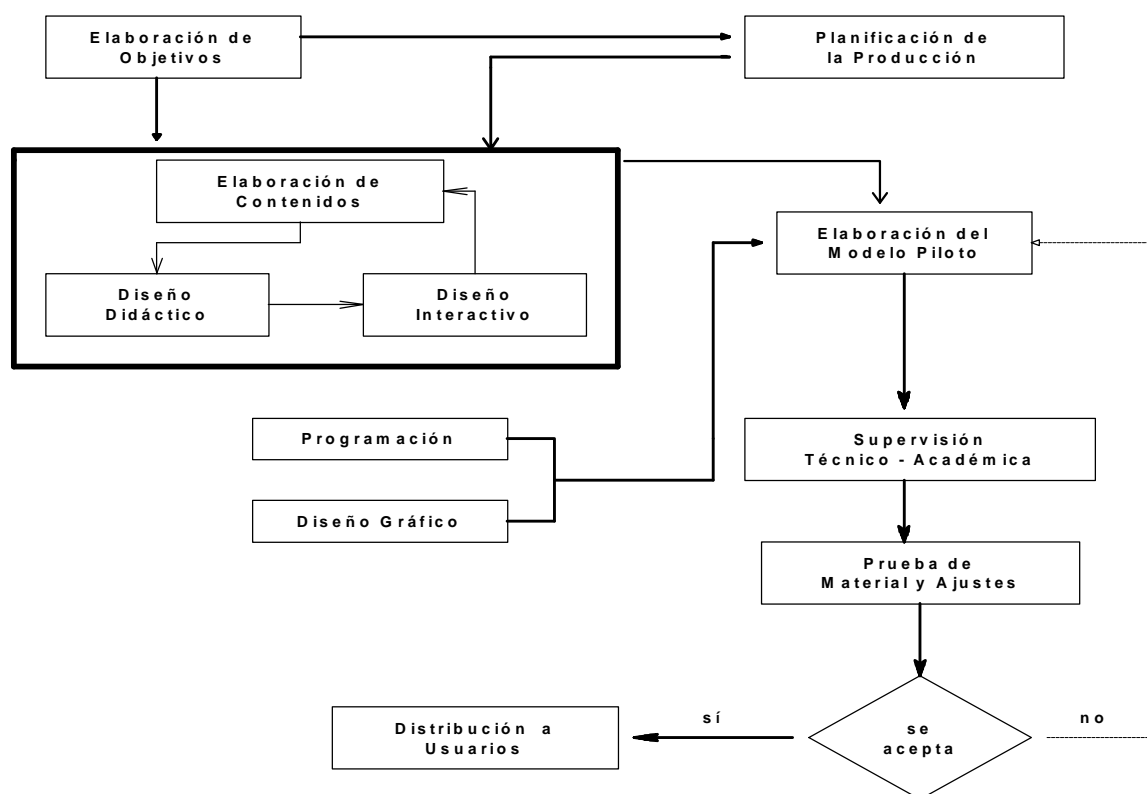 Elaboración de
Objetivos
Planificación de
la Producción
Elaboración de
Contenidos
Diseño
Didáctico
Diseño
Interactivo
Elaboración del
Modelo Piloto
Programación
Diseño Gráfico
Supervisión
Técnico - Académica
Prueba de
Material y Ajustes
se
acepta
sí
no
Distribución a
Usuarios